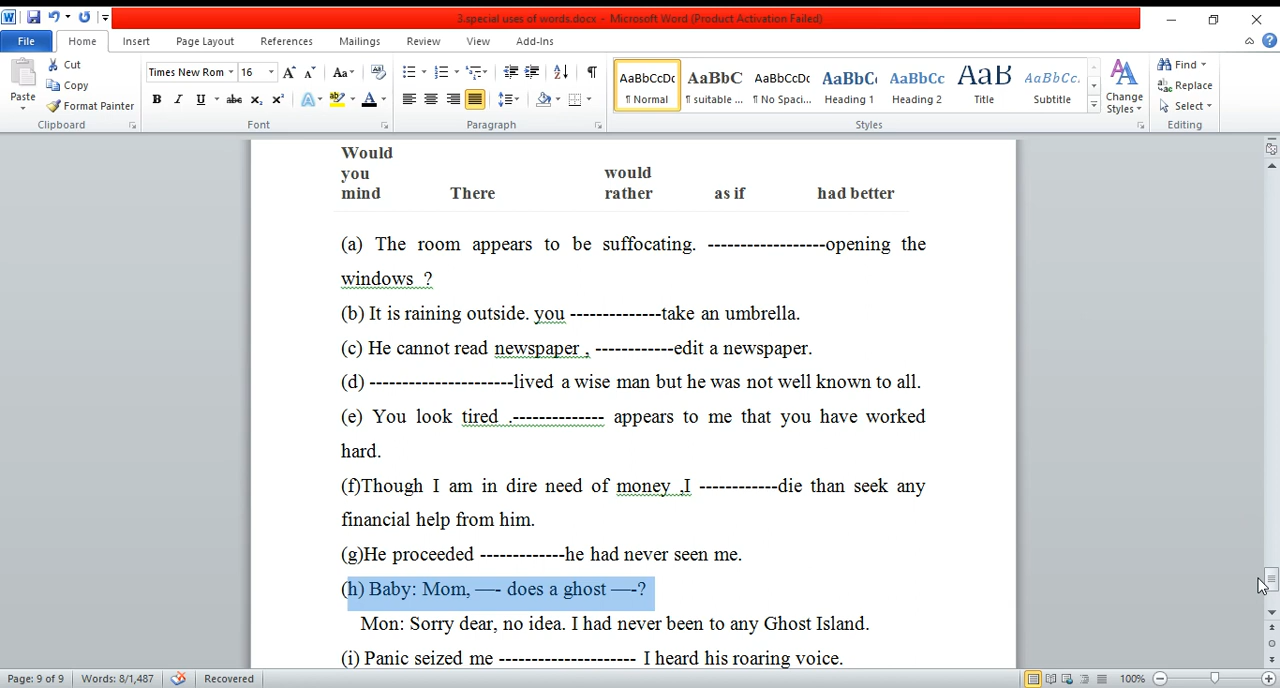 3.special uses of words.docx - Microsoft Word (Product Activation Failed)
File Home Insert Page Layout References Mailings Review View Add-Ins
Cut
Copy
Format Painter
Paste
Times New Rom 16
AaBbCcDc AaBbC AaBbCcDc AaBbC AaBbCc AaB AaBbCc.
¶ Normal ¶ suitable ... ¶ No Spaci... Heading 1 Heading 2 Title Subtitle
Change Styles
Find
Replace
Select
Clipboard Font Paragraph Styles Editing
Would
you would
mind There rather as if had better
(a) The room appears to be suffocating. ------------------opening the
windows ?
(b) It is raining outside. you --------------take an umbrella.
(c) He cannot read newspaper , ------------edit a newspaper.
(d) ----------------------lived a wise man but he was not well known to all.
(e) You look tired .-------------- appears to me that you have worked
hard.
(f)Though I am in dire need of money ,I ------------die than seek any
financial help from him.
(g)He proceeded -------------he had never seen me.
(h) Baby: Mom, —- does a ghost —-?
Mon: Sorry dear, no idea. I had never been to any Ghost Island.
(i) Panic seized me --------------------- I heard his roaring voice.
Page: 9 of 9 Words: 8/1,487 Recovered 100%